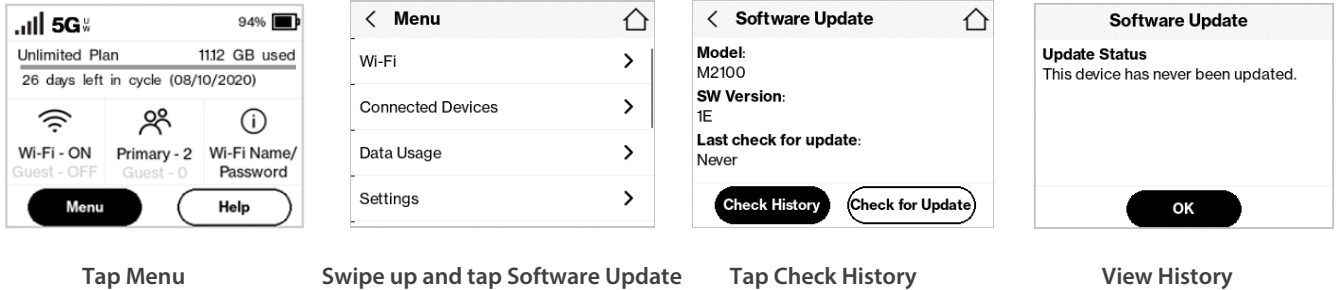 5G UW 94%
Unlimited Plan 11.12 GB used
26 days left in cycle (08/10/2020)
Wi-Fi - ON Primary - 2 Wi-Fi Name/
Guest - OFF Guest - 0 Password
Menu Help
Tap Menu
Menu
Wi-Fi
Connected Devices
Data Usage
Settings
Swipe up and tap Software Update
Software Update
Model:
M2100
SW Version:
1E
Last check for update:
Never
Check History Check for Update
Tap Check History
Software Update
Update Status
This device has never been updated.
OK
View History